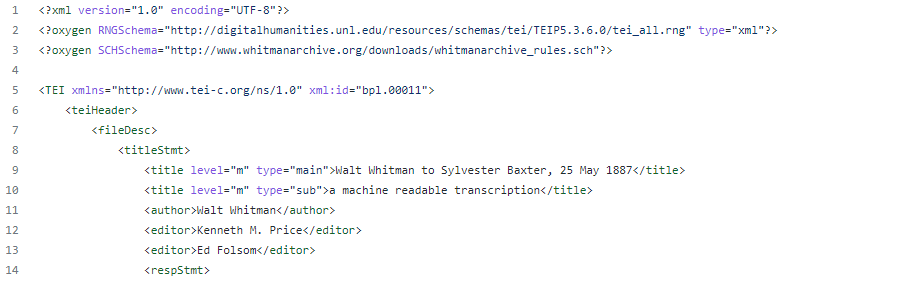 1 <?xml version="1.0" encoding="UTF-8"?>
2 <?oxygen RNGSchema="http://digitalhumanities.unl.edu/resources/schemas/tei/TEIP5.3.6.0/tei_all.rng" type="xml"?>
3 <?oxygen SCHSchema="http://www.whitmanarchive.org/downloads/whitmanarchive_rules.sch"?>
4
5 <TEI xmlns="http://www.tei-c.org/ns/1.0" xml:id="bpl.00011">
6     <teiHeader>
7         <fileDesc>
8             <titleStmt>
9                 <title level="m" type="main">Walt Whitman to Sylvester Baxter, 25 May 1887</title>
10                 <title level="m" type="sub">a machine readable transcription</title>
11                 <author>Walt Whitman</author>
12                 <editor>Kenneth M. Price</editor>
13                 <editor>Ed Folsom</editor>
14                 <respStmt>